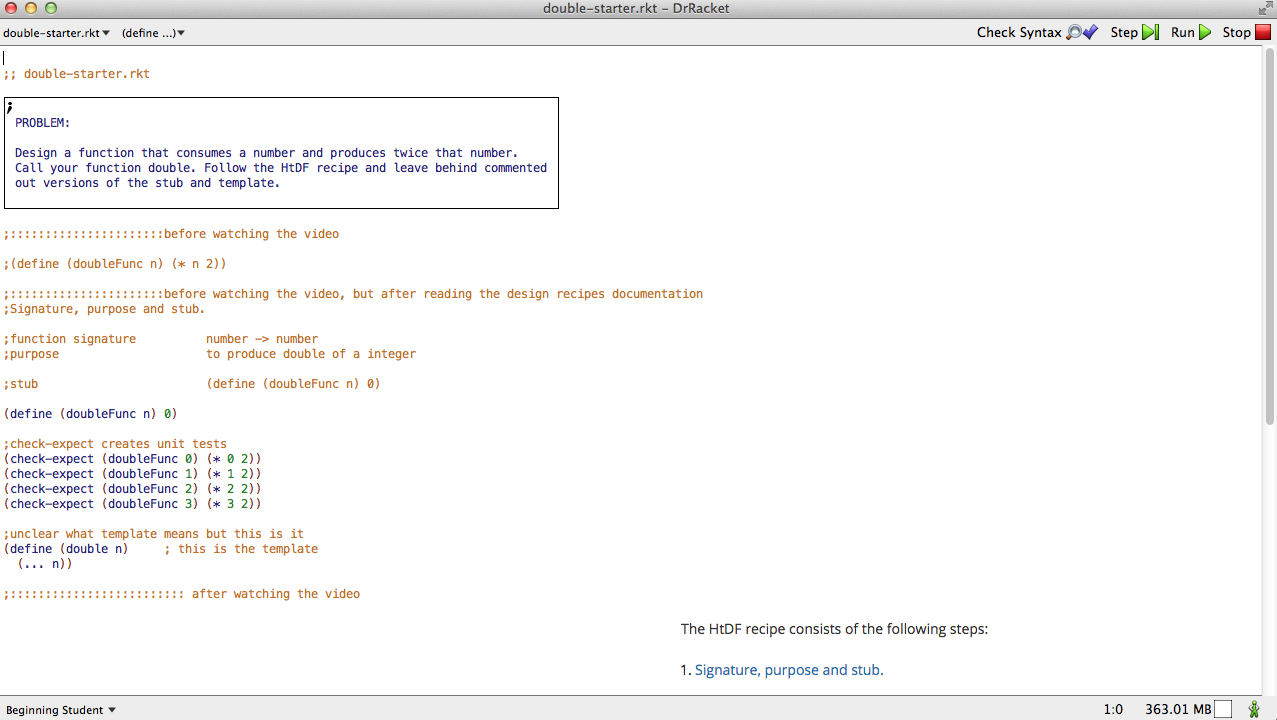 double-starter.rkt - DrRacket
double-starter.rkt▼ (define ...)▼ Check Syntax Step Run Stop
;; double-starter.rkt
;
PROBLEM:
Design a function that consumes a number and produces twice that number.
Call your function double. Follow the HtDF recipe and leave behind commented
out versions of the stub and template.
;::::::::::::::::::::::before watching the video
;(define (doubleFunc n) (* n 2))
;::::::::::::::::::::::before watching the video, but after reading the design recipes documentation
;Signature, purpose and stub.
;function signature number -> number
;purpose to produce double of a integer
;stub (define (doubleFunc n) 0)
(define (doubleFunc n) 0)
;check-expect creates unit tests
(check-expect (doubleFunc 0) (* 0 2))
(check-expect (doubleFunc 1) (* 1 2))
(check-expect (doubleFunc 2) (* 2 2))
(check-expect (doubleFunc 3) (* 3 2))
;unclear what template means but this is it
(define (double n) ; this is the template
(... n))
;::::::::::::::::::::::::: after watching the video
The HtDF recipe consists of the following steps:
1. Signature, purpose and stub.
Beginning Student ▼ 1:0 363.01 MB